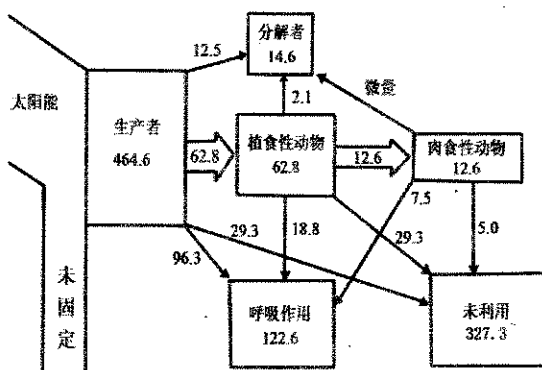 分解者
14.6
12.5
微量
太阳能
2.1
生产者
464.6
62.8
植食性动物
62.8
12.6
肉食性动物
12.6
7.5
29.3
18.8
29.3
5.0
96.3
未固定
呼吸作用
122.6
未利用
327.3